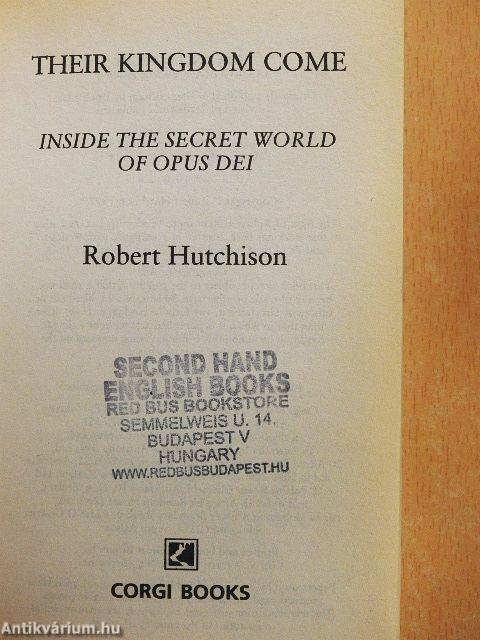 THEIR KINGDOM COME
INSIDE THE SECRET WORLD
OF OPUS DEI
Robert Hutchison
SECOND HAND
ENGLISH BOOKS
RED BUS BOOKSTORE
SEMMELWEIS U. 14.
BUDAPEST V
HUNGARY
WWW.REDBUSBUDAPEST.HU
CORGI BOOKS
Antikvárium.hu